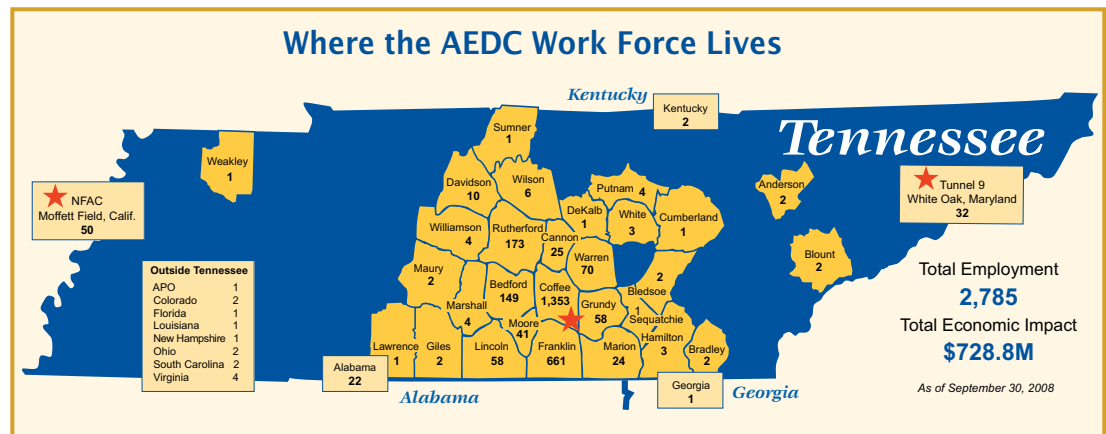 Where the AEDC Work Force Lives
Kentucky
Kentucky
2
Tennessee
Sumner
1
Weakley
1
Davidson
10
Wilson
6
Putnam 4
Anderson
2
Tunnel 9
White Oak, Maryland
32
NFAC
Moffett Field, Calif.
50
DeKalb
1
White
3
Cumberland
1
Williamson
4
Rutherford
173
Cannon
25
Warren
70
Blount
2
Maury
2
Bedford
149
Coffee
1,353
2
Bledsoe
Marshall
4
Moore
41
Grundy
58
1
Sequatchie
Outside Tennessee
APO 1
Colorado 2
Florida 1
Louisiana 1
New Hampshire 1
Ohio 2
South Carolina 2
Virginia 4
Lawrence
1
Giles
2
Lincoln
58
Franklin
661
Marion
24
Hamilton
3
Bradley
2
Alabama
22
Alabama
Georgia
1
Georgia
Total Employment
2,785
Total Economic Impact
$728.8M
As of September 30, 2008